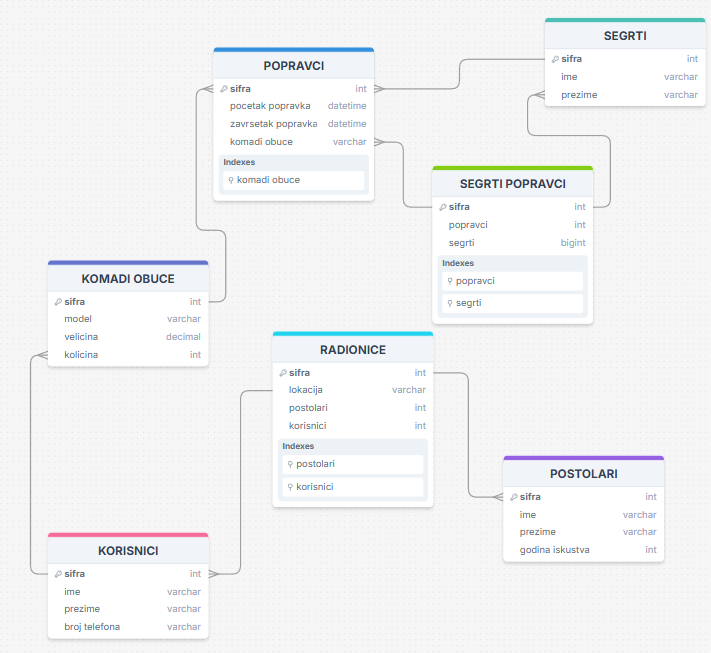 SEGRTI
sifra int
ime varchar
prezime varchar
POPRAVCI
sifra int
pocetak popravka datetime
zavrsetak popravka datetime
komadi obuce varchar
Indexes
komadi obuce
SEGRTI POPRAVCI
sifra int
popravci int
segrti bigint
Indexes
popravci
segrti
KOMADI OBUCE
sifra int
model varchar
velicina decimal
kolicina int
RADIONICE
sifra int
lokacija varchar
postolari int
korisnici int
Indexes
postolari
korisnici
POSTOLARI
sifra int
ime varchar
prezime varchar
godina iskustva int
KORISNICI
sifra int
ime varchar
prezime varchar
broj telefona varchar